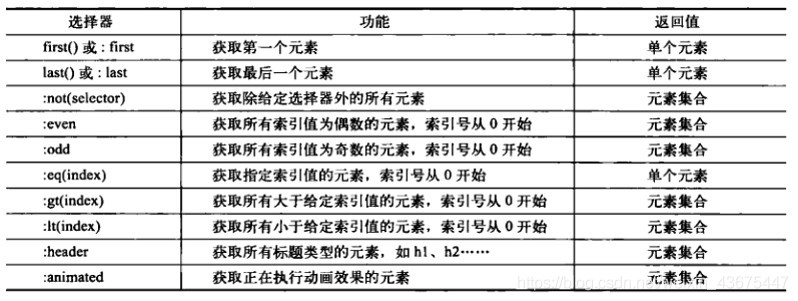 选择器 功能 返回值
first() 或 : first 获取第一个元素 单个元素
last() 或 : last 获取最后一个元素 单个元素
:not(selector) 获取除给定选择器外的所有元素 元素集合
:even 获取所有索引值为偶数的元素，索引号从 0 开始 元素集合
:odd 获取所有索引值为奇数的元素，索引号从 0 开始 元素集合
:eq(index) 获取指定索引值的元素，索引号从 0 开始 单个元素
:gt(index) 获取所有大于给定索引值的元素，索引号从 0 开始 元素集合
:lt(index) 获取所有小于给定索引值的元素，索引号从 0 开始 元素集合
:header 获取所有标题类型的元素，如 h1、h2…… 元素集合
:animated 获取正在执行动画效果的元素 元素集合